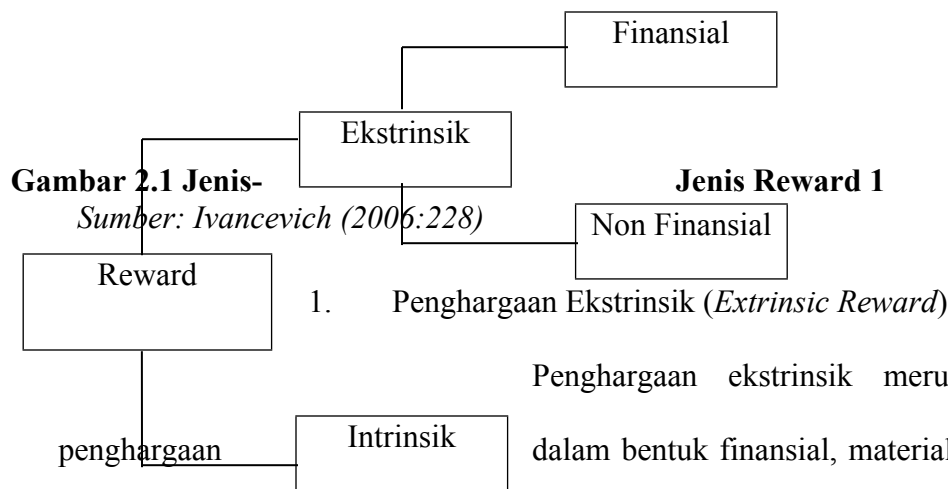 Finansial
Ekstrinsik
Gambar 2.1 Jenis- Jenis Reward 1
Sumber: Ivancevich (2006:228)
Non Finansial
Reward
1. Penghargaan Ekstrinsik (Extrinsic Reward)
Penghargaan ekstrinsik meru
Intrinsik
penghargaan dalam bentuk finansial, material